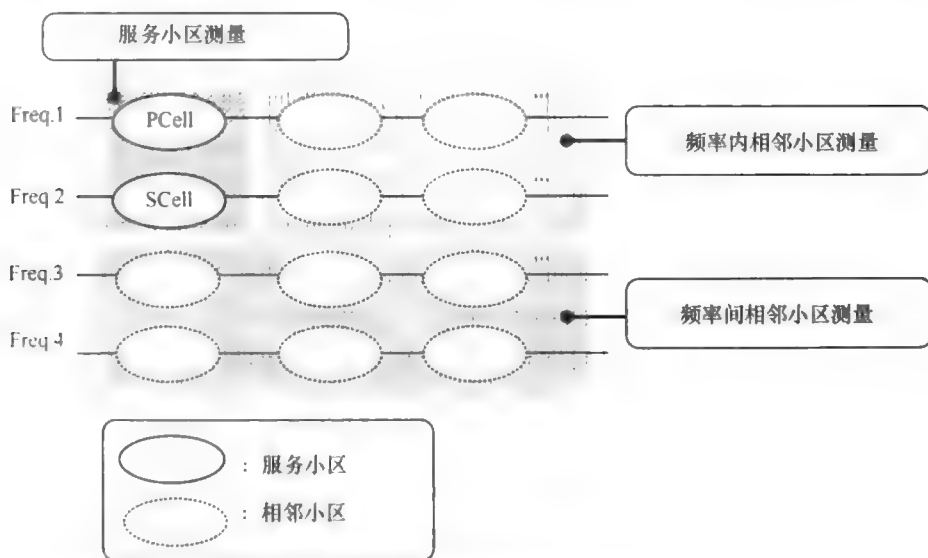 服务小区测量
Freq.1
PCell
频率内相邻小区测量
Freq 2
SCell
Freq.3
频率间相邻小区测量
Freq 4
: 服务小区
: 相邻小区